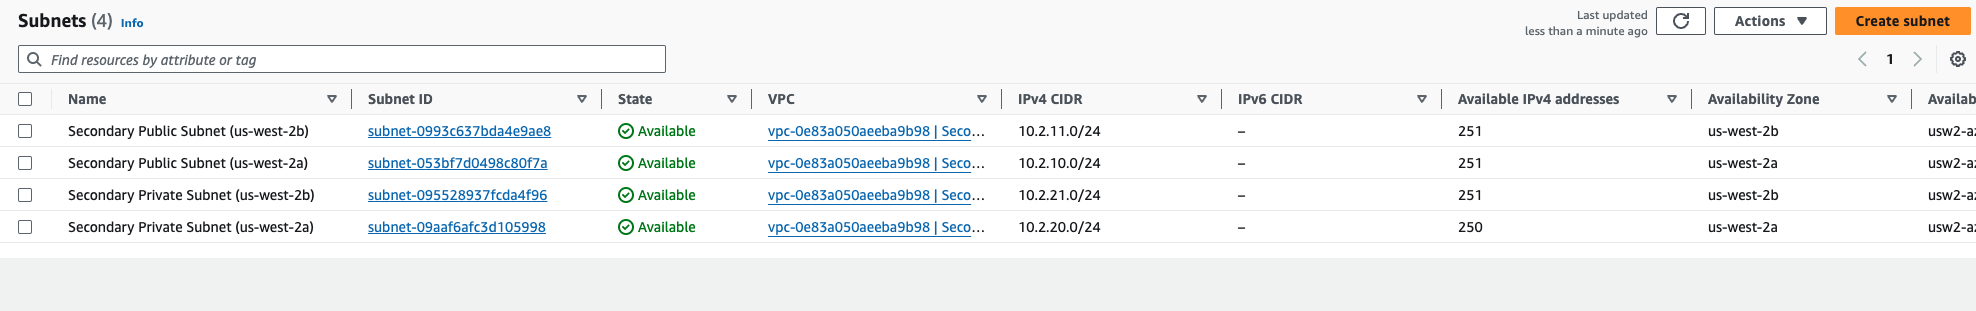 Subnets (4) Info
Last updated
less than a minute ago
Actions
Create subnet
Find resources by attribute or tag
1
Name Subnet ID State VPC IPv4 CIDR IPv6 CIDR Available IPv4 addresses Availability Zone Availab
Secondary Public Subnet (us-west-2b) subnet-0993c637bda4e9ae8 Available vpc-0e83a050aeeba9b98 | Seco... 10.2.11.0/24 – 251 us-west-2b usw2-az
Secondary Public Subnet (us-west-2a) subnet-053bf7d0498c80f7a Available vpc-0e83a050aeeba9b98 | Seco... 10.2.10.0/24 – 251 us-west-2a usw2-az
Secondary Private Subnet (us-west-2b) subnet-095528937fcda4f96 Available vpc-0e83a050aeeba9b98 | Seco... 10.2.21.0/24 – 251 us-west-2b usw2-az
Secondary Private Subnet (us-west-2a) subnet-09aaf6afc3d105998 Available vpc-0e83a050aeeba9b98 | Seco... 10.2.20.0/24 – 250 us-west-2a usw2-az